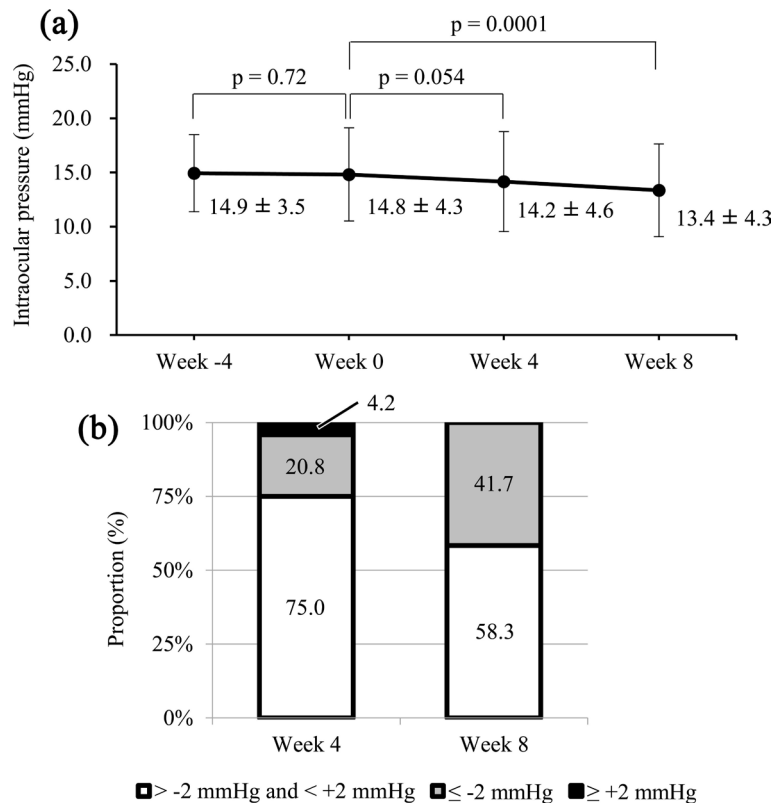 (a)
p = 0.0001
p = 0.72
p = 0.054
Intraocular pressure (mmHg)
25.0
20.0
15.0
10.0
5.0
0.0
14.9 ± 3.5
14.8 ± 4.3
14.2 ± 4.6
13.4 ± 4.3
Week -4 Week 0 Week 4 Week 8
(b)
4.2
Proportion (%)
100%
75%
50%
25%
0%
20.8
75.0
41.7
58.3
Week 4 Week 8
> -2 mmHg and < +2 mmHg ≤ -2 mmHg ≥ +2 mmHg